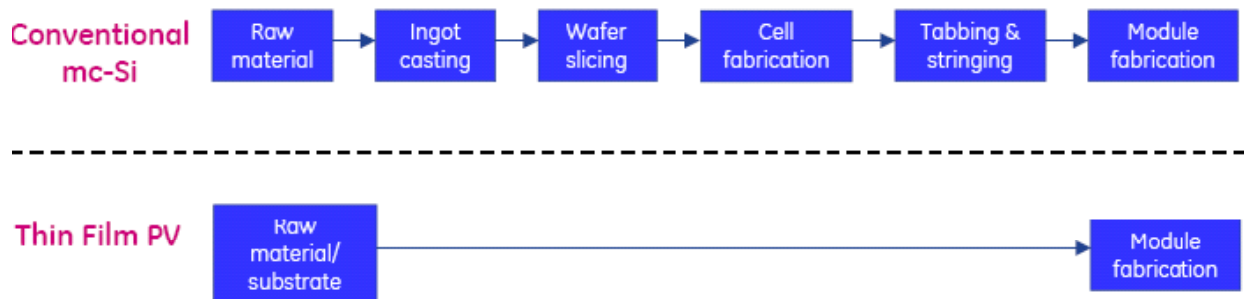 Conventional
mc-Si
Raw
material
Ingot
casting
Wafer
slicing
Cell
fabrication
Tabbing &
stringing
Module
fabrication
Thin Film PV
Raw
material/
substrate
Module
fabrication